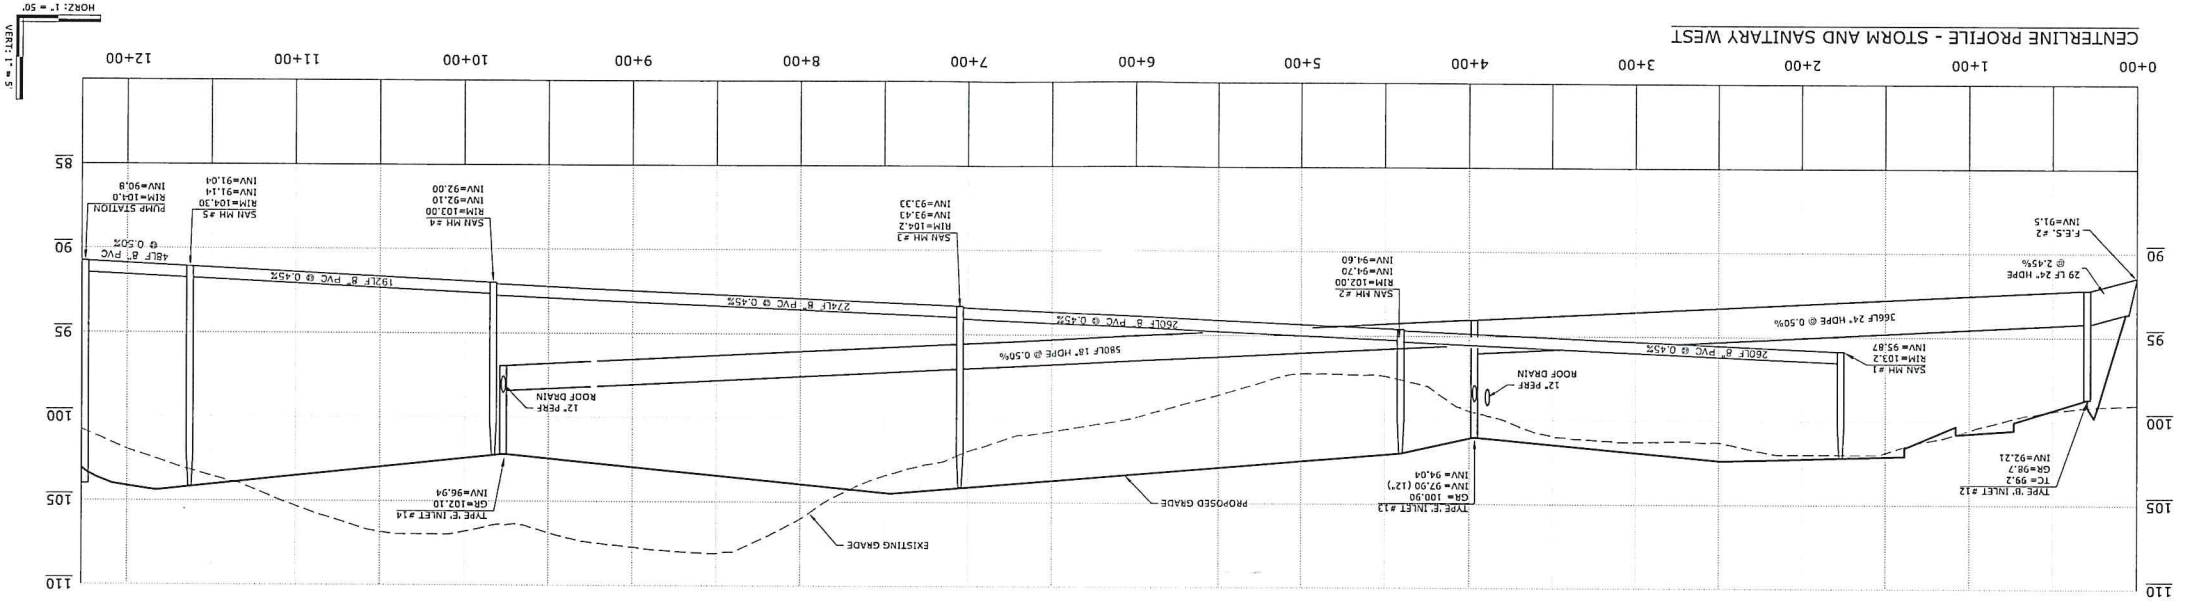 110
110
EXISTING GRADE
PROPOSED GRADE
105
TYPE 'B' INLET #12
TC= 99.2
GR=98.7
INV=92.21
TYPE 'E' INLET #13
GR= 100.90
INV= 97.90 (12")
INV= 94.04
TYPE 'E' INLET #14
GR=102.10
INV=96.94
105
100
12" PERF
ROOF DRAIN
12" PERF
ROOF DRAIN
100
SAN MH #1
RIM=103.2
INV= 95.87
260LF 8" PVC @ 0.45%
580LF 18" HDPE @ 0.50%
95
366LF 24" HDPE @ 0.50%
260LF 8" PVC @ 0.45%
274LF 8" PVC @ 0.45%
192LF 8" PVC @ 0.45%
48LF 8" PVC
@ 0.50%
95
29 LF 24" HDPE
@ 2.45%
90
90
F.E.S. #2
INV=91.5
SAN MH #2
RIM=102.00
INV=94.70
INV=94.60
SAN MH #3
RIM=104.2
INV=93.43
INV=93.33
SAN MH #4
RIM=103.00
INV=92.10
INV=92.00
SAN MH #5
RIM=104.30
INV=91.14
INV=91.04
PUMP STATION
RIM=104.0
INV=90.8
85
0+00
1+00
2+00
3+00
4+00
5+00
6+00
7+00
8+00
9+00
10+00
11+00
12+00
CENTERLINE PROFILE - STORM AND SANITARY WEST
VERT: 1" = 5'
HORZ: 1" = 50'